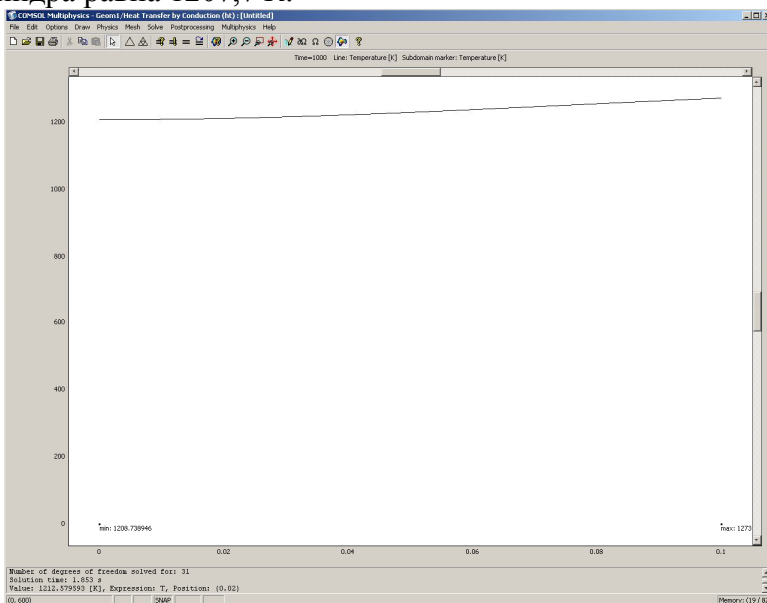 COMSOL Multiphysics - Geom1/Heat Transfer by Conduction (ht) : [Untitled]
File Edit Options Draw Physics Mesh Solve Postprocessing Multiphysics Help
Time=1000 Line: Temperature [K] Subdomain marker: Temperature [K]
1200
1000
800
600
400
200
0
min: 1208.738946
max: 1273
0 0.02 0.04 0.06 0.08 0.1
Number of degrees of freedom solved for: 31
Solution time: 1.853 s
Value: 1212.579593 [K], Expression: T, Position: (0.02)
(0, 600) SNAP Memory: (19 / 82